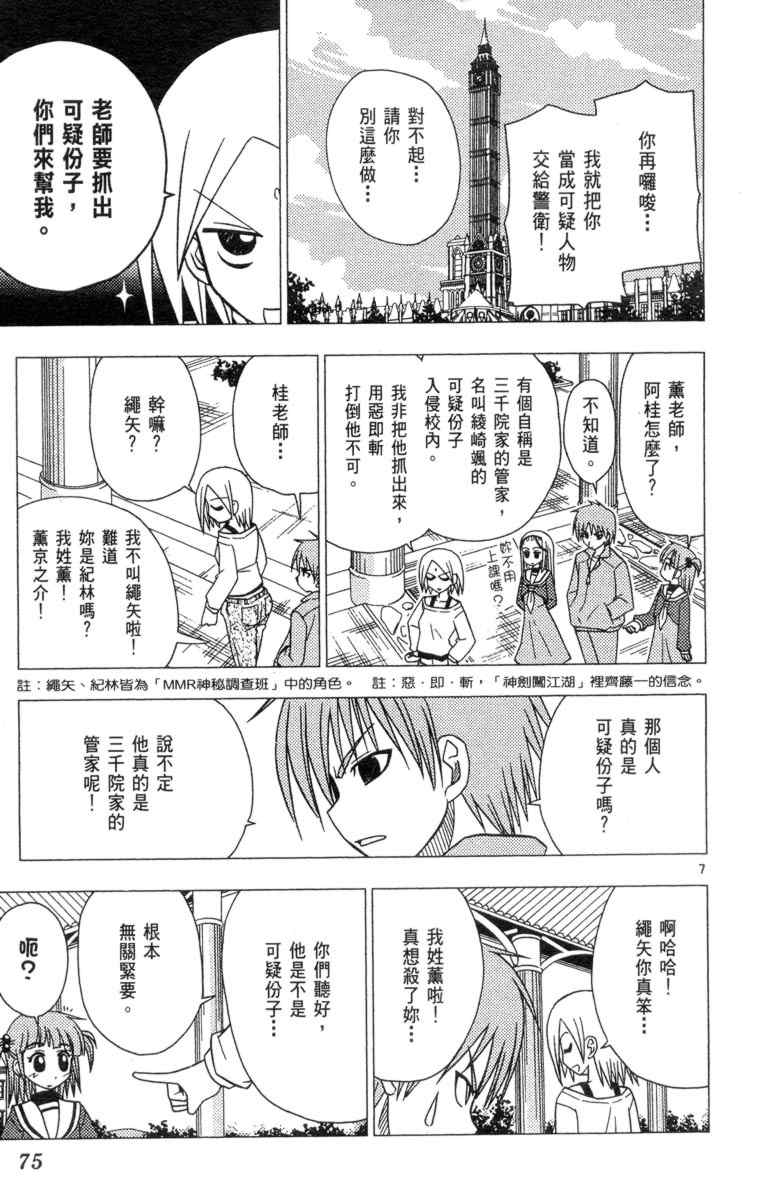 你再囉唆…
我就把你
當成可疑人物
交給警衛！
對不起…
請你
別這麼做…
老師要抓出
可疑份子，
你們來幫我。
薰老師，
阿桂怎麼了？
不知道。
有個自稱是
三千院家的管家，
名叫綾崎颯的
可疑份子
入侵校內。
我非把他抓出來，
用惡即斬
打倒他不可。
妳不用
上課嗎？
桂老師…
幹嘛？
繩矢？
我不叫繩矢啦！
難道
妳是紀林嗎？
我姓薰！
薰京之介！
註：惡・即・斬，「神劍闖江湖」裡齊藤一的信念。
註：繩矢、紀林皆為「MMR神秘調查班」中的角色。
那個人
真的是
可疑份子嗎？
說不定
他真的是
三千院家的
管家呢！
7
啊哈哈！
繩矢你真笨…
我姓薰啦！
真想殺了妳…
你們聽好，
他是不是
可疑份子…
根本
無關緊要。
呃？
75